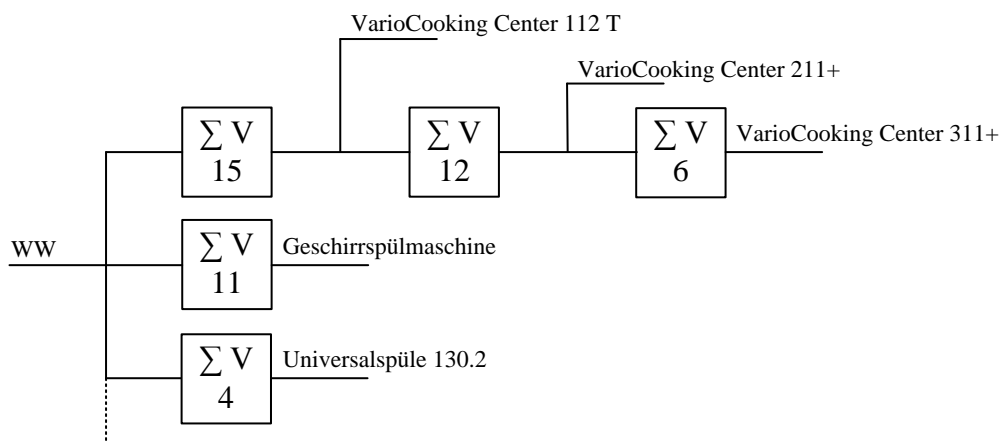 VarioCooking Center 112 T
VarioCooking Center 211+
∑ V
15
∑ V
12
∑ V
6
VarioCooking Center 311+
WW
∑ V
11
Geschirrspülmaschine
∑ V
4
Universalspüle 130.2